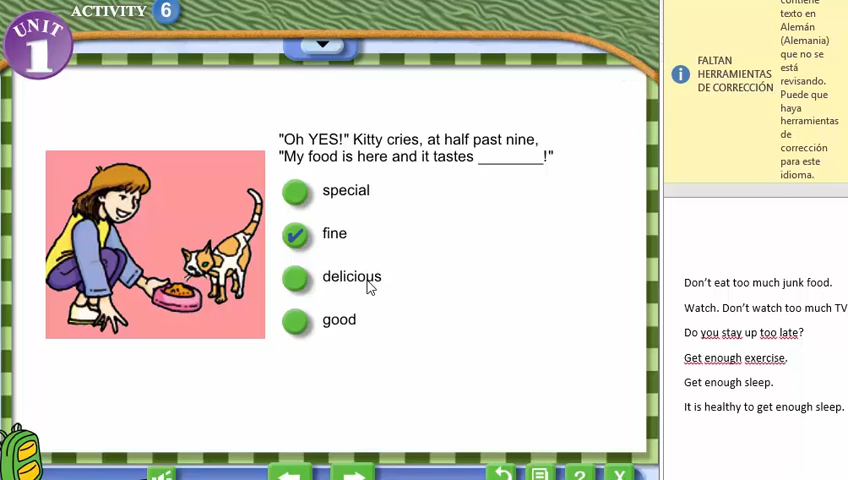 ACTIVITY 6
UNIT
1
"Oh YES!" Kitty cries, at half past nine,
"My food is here and it tastes ________!"
special
fine
delicious
good
contiene
texto en
Alemán
(Alemania)
que no se
está
revisando.
Puede que
haya
herramientas
de
corrección
para este
idioma.
FALTAN
HERRAMIENTAS
DE CORRECCIÓN
Don't eat too much junk food.
Watch. Don't watch too much TV
Do you stay up too late?
Get enough exercise.
Get enough sleep.
It is healthy to get enough sleep.
?
X